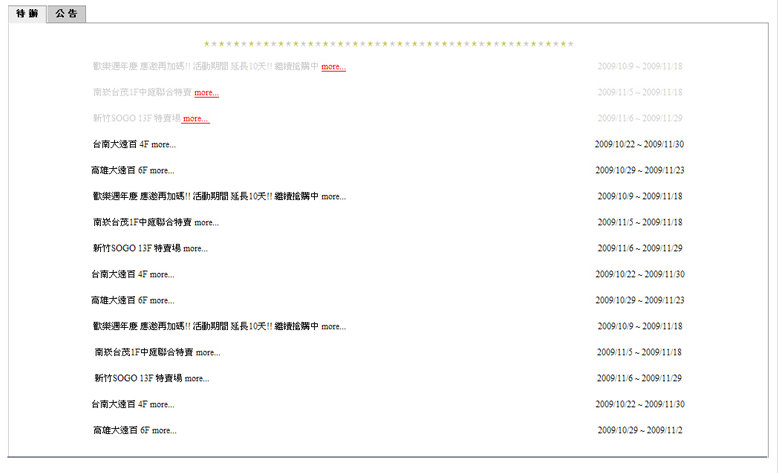 待辦 公告
**************************************************
歡樂週年慶 應邀再加碼!! 活動期間 延長10天!! 繼續搶購中 more... 2009/10/9 ~ 2009/11/18
南崁台茂1F中庭聯合特賣 more... 2009/11/5 ~ 2009/11/18
新竹SOGO 13F 特賣場 more... 2009/11/6 ~ 2009/11/29
台南大遠百 4F more... 2009/10/22 ~ 2009/11/30
高雄大遠百 6F more... 2009/10/29 ~ 2009/11/23
歡樂週年慶 應邀再加碼!! 活動期間 延長10天!! 繼續搶購中 more... 2009/10/9 ~ 2009/11/18
南崁台茂1F中庭聯合特賣 more... 2009/11/5 ~ 2009/11/18
新竹SOGO 13F 特賣場 more... 2009/11/6 ~ 2009/11/29
台南大遠百 4F more... 2009/10/22 ~ 2009/11/30
高雄大遠百 6F more... 2009/10/29 ~ 2009/11/23
歡樂週年慶 應邀再加碼!! 活動期間 延長10天!! 繼續搶購中 more... 2009/10/9 ~ 2009/11/18
南崁台茂1F中庭聯合特賣 more... 2009/11/5 ~ 2009/11/18
新竹SOGO 13F 特賣場 more... 2009/11/6 ~ 2009/11/29
台南大遠百 4F more... 2009/10/22 ~ 2009/11/30
高雄大遠百 6F more... 2009/10/29 ~ 2009/11/2